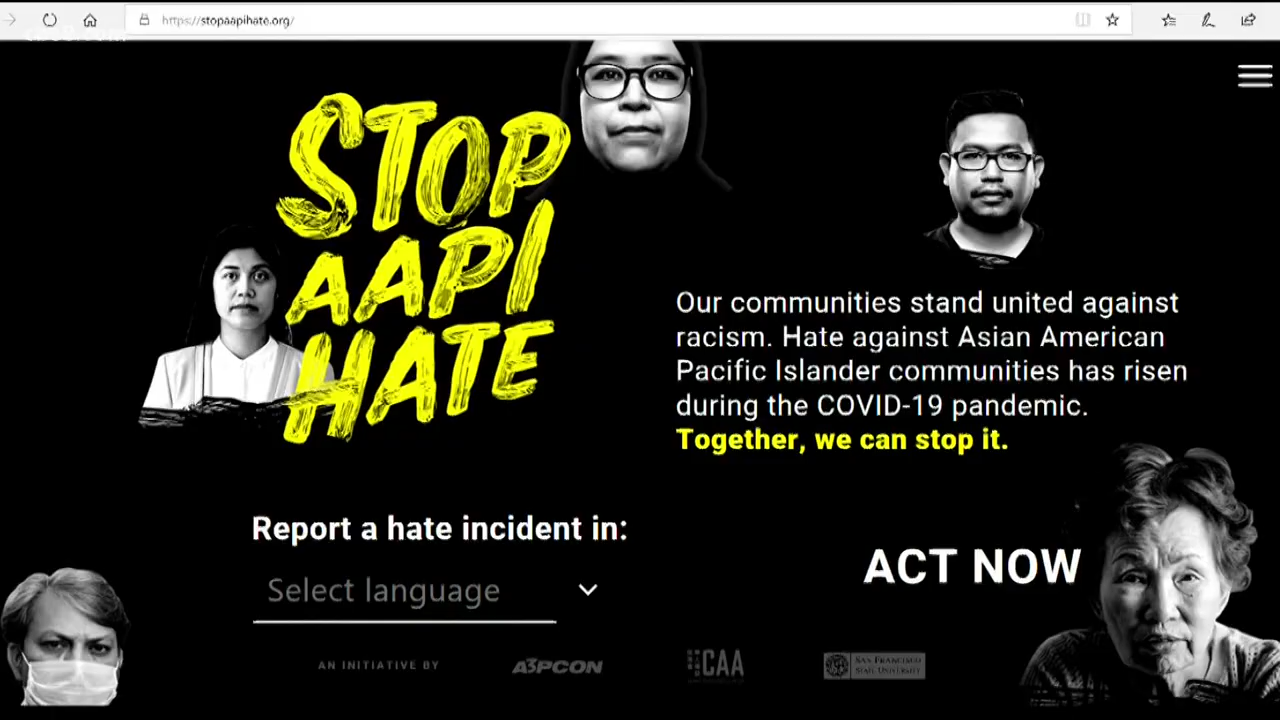 https://stopaapihate.org/
STOP
AAPI
HATE
Our communities stand united against
racism. Hate against Asian American
Pacific Islander communities has risen
during the COVID-19 pandemic.
Together, we can stop it.
Report a hate incident in:
Select language
ACT NOW
AN INITIATIVE BY
A3PCON
CAA
SAN FRANCISCO
STATE UNIVERSITY